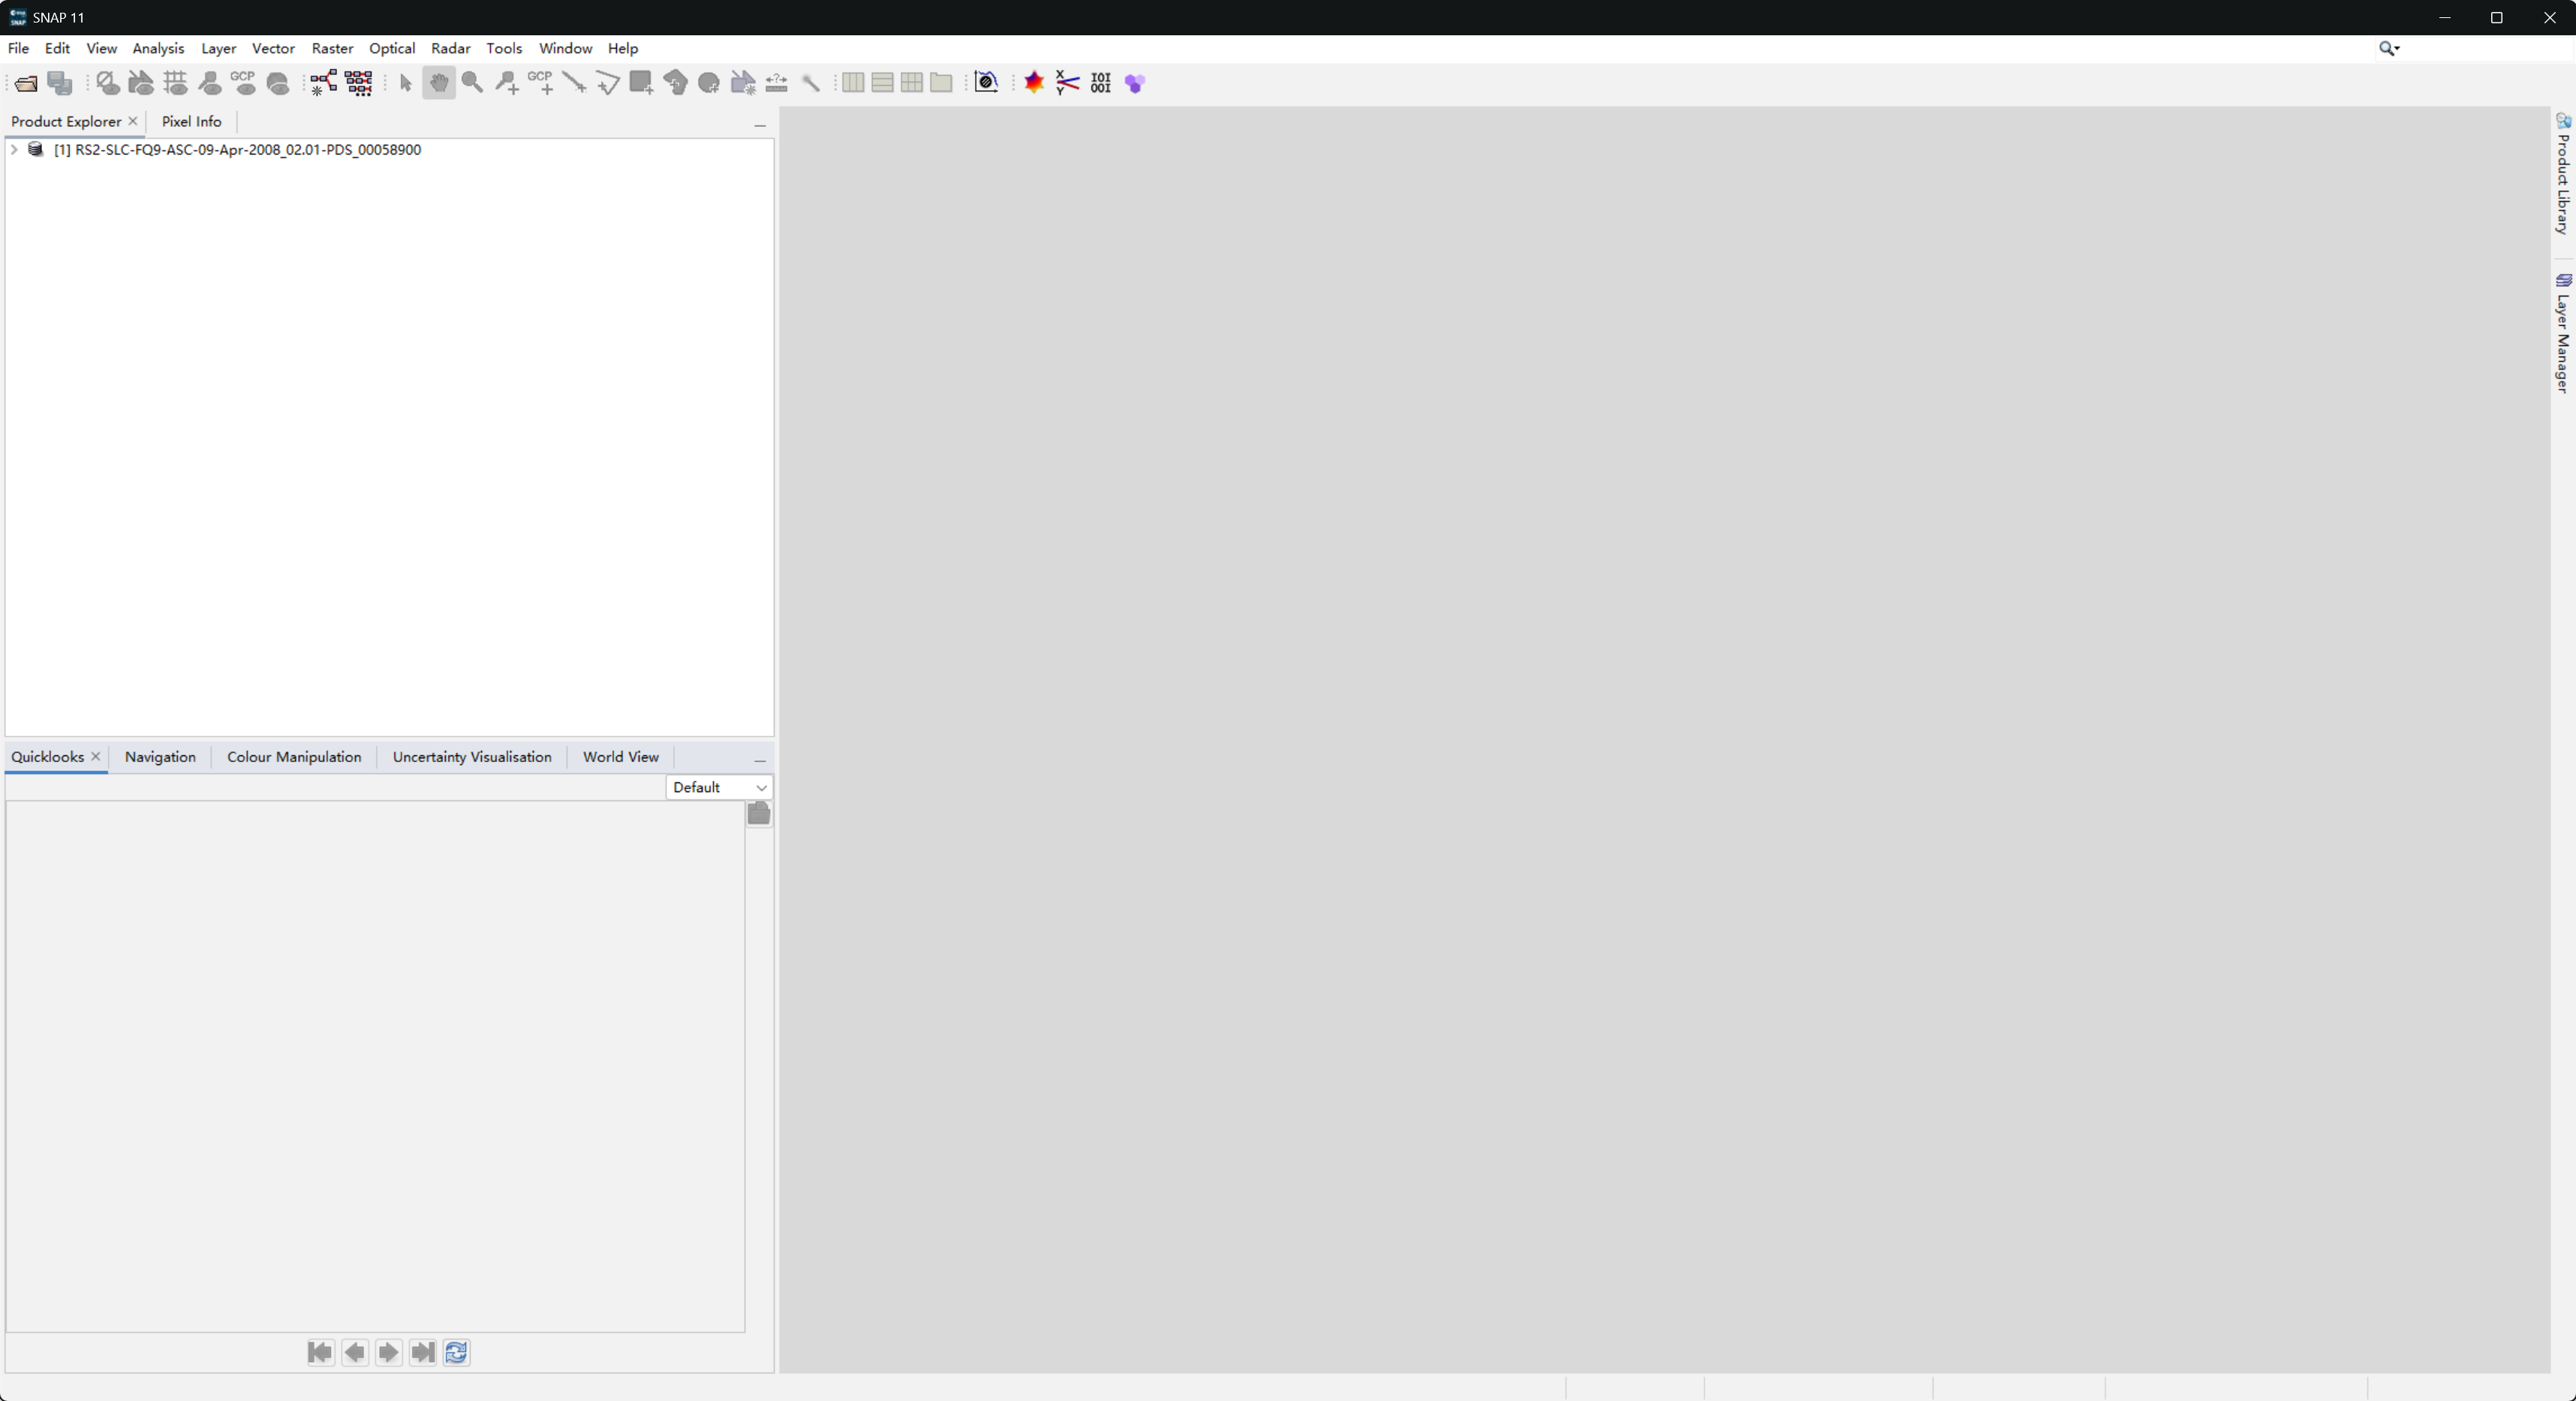 SNAP 11
File Edit View Analysis Layer Vector Raster Optical Radar Tools Window Help
GCP GCP X Y IOI OOI
Product Explorer Pixel Info
[1] RS2-SLC-FQ9-ASC-09-Apr-2008_02.01-PDS_00058900
Product Library
Layer Manager
Quicklooks Navigation Colour Manipulation Uncertainty Visualisation World View
Default